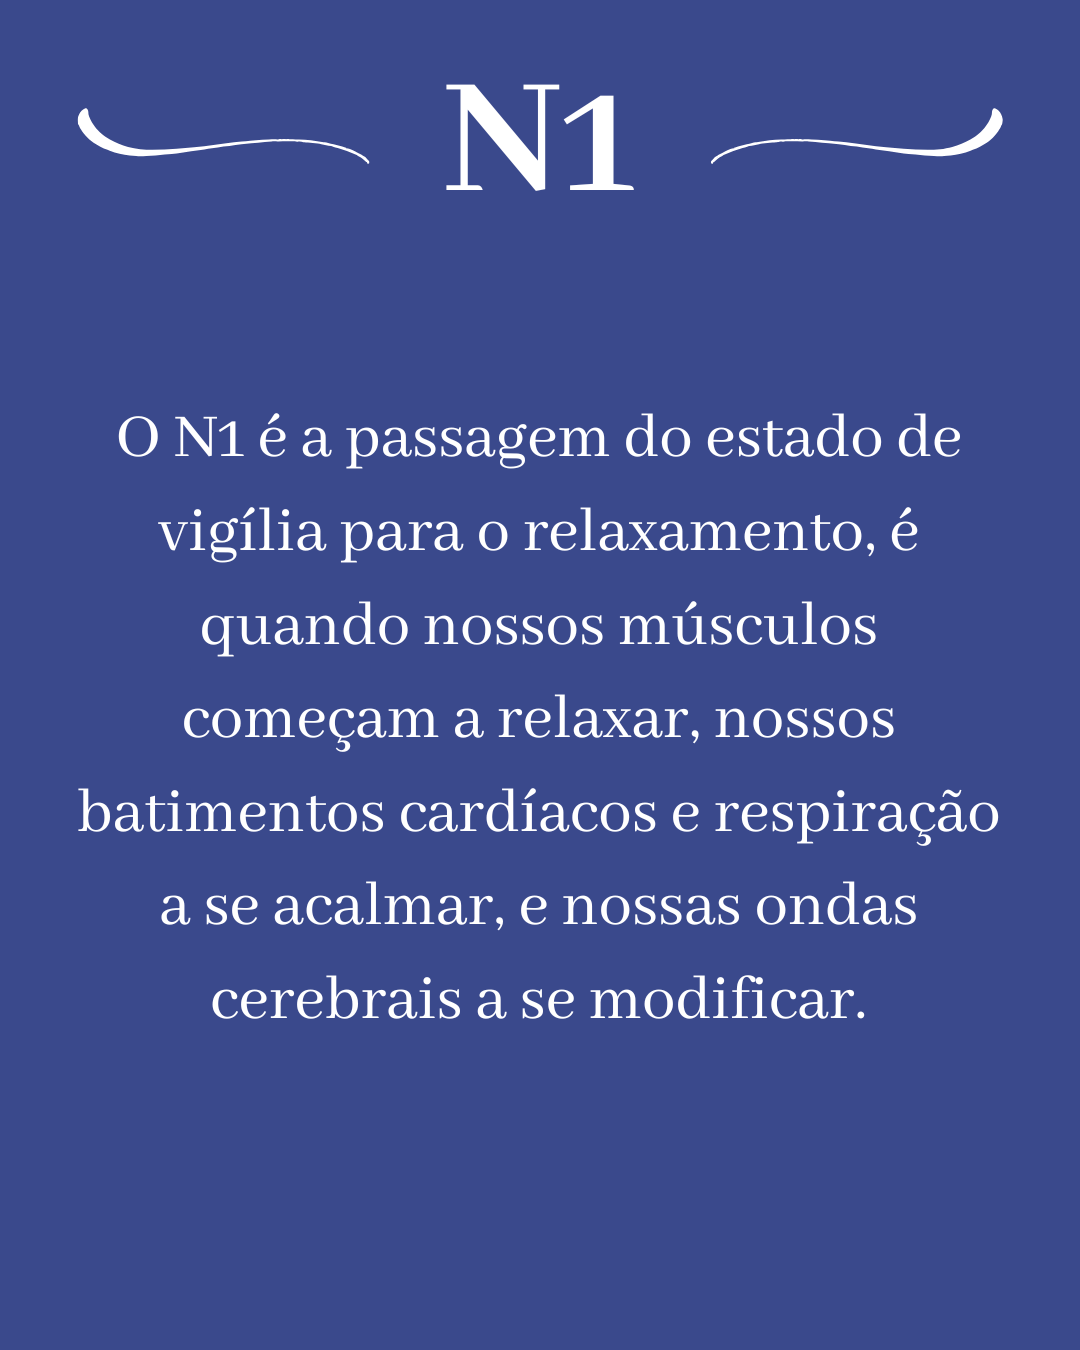 N1
O N1 é a passagem do estado de
vigília para o relaxamento, é
quando nossos músculos
começam a relaxar, nossos
batimentos cardíacos e respiração
a se acalmar, e nossas ondas
cerebrais a se modificar.